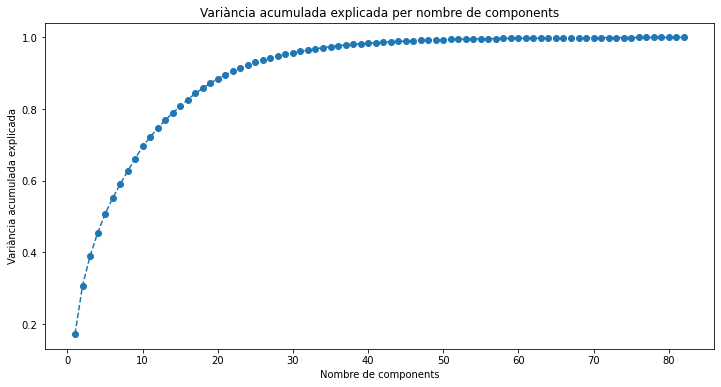 Variància acumulada explicada per nombre de components
Variància acumulada explicada
1.0
0.8
0.6
0.4
0.2
0 10 20 30 40 50 60 70 80
Nombre de components